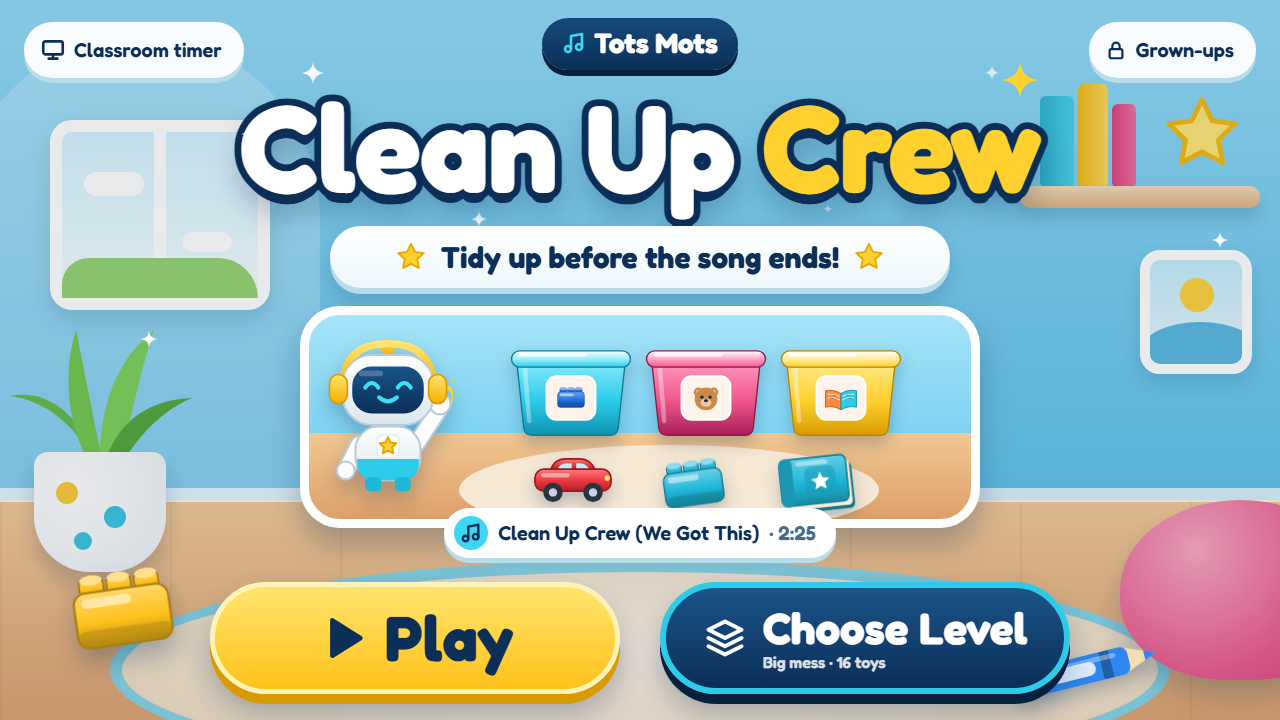 Classroom timer
Tots Mots
Grown-ups
Clean Up Crew
Tidy up before the song ends!
Clean Up Crew (We Got This) · 2:25
Play
Choose Level
Big mess · 16 toys